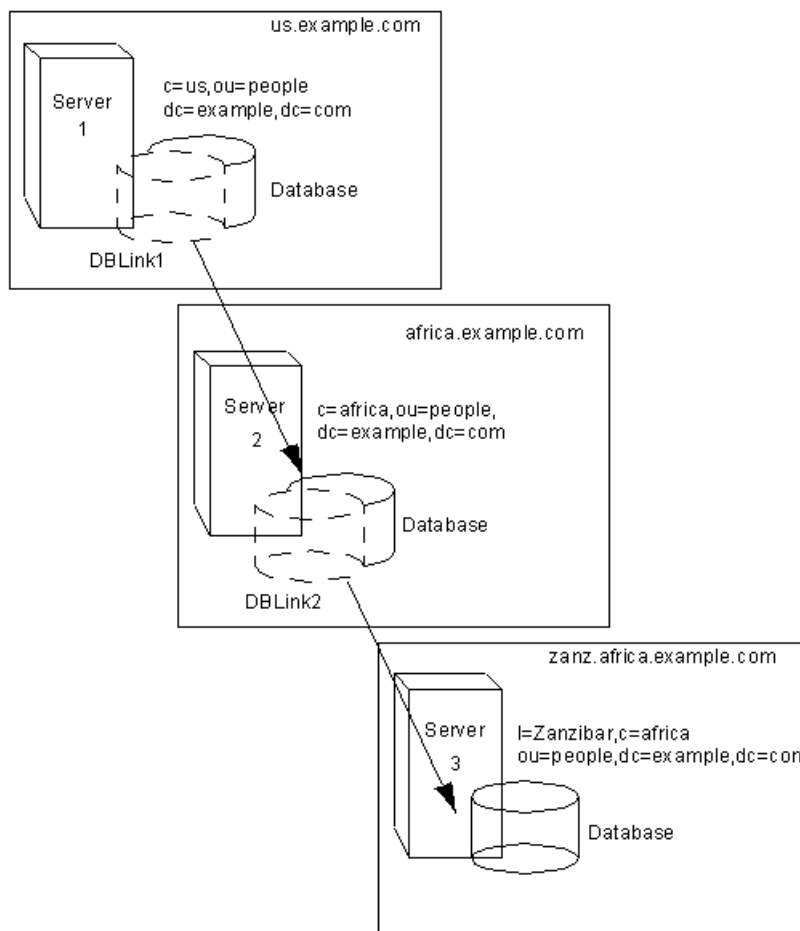 us.example.com
Server
1
c=us,ou=people
dc=example,dc=com
Database
DBLink1
africa.example.com
Server
2
c=africa,ou=people,
dc=example,dc=com
Database
DBLink2
zanz.africa.example.com
Server
3
l=Zanzibar,c=africa
ou=people,dc=example,dc=con
Database